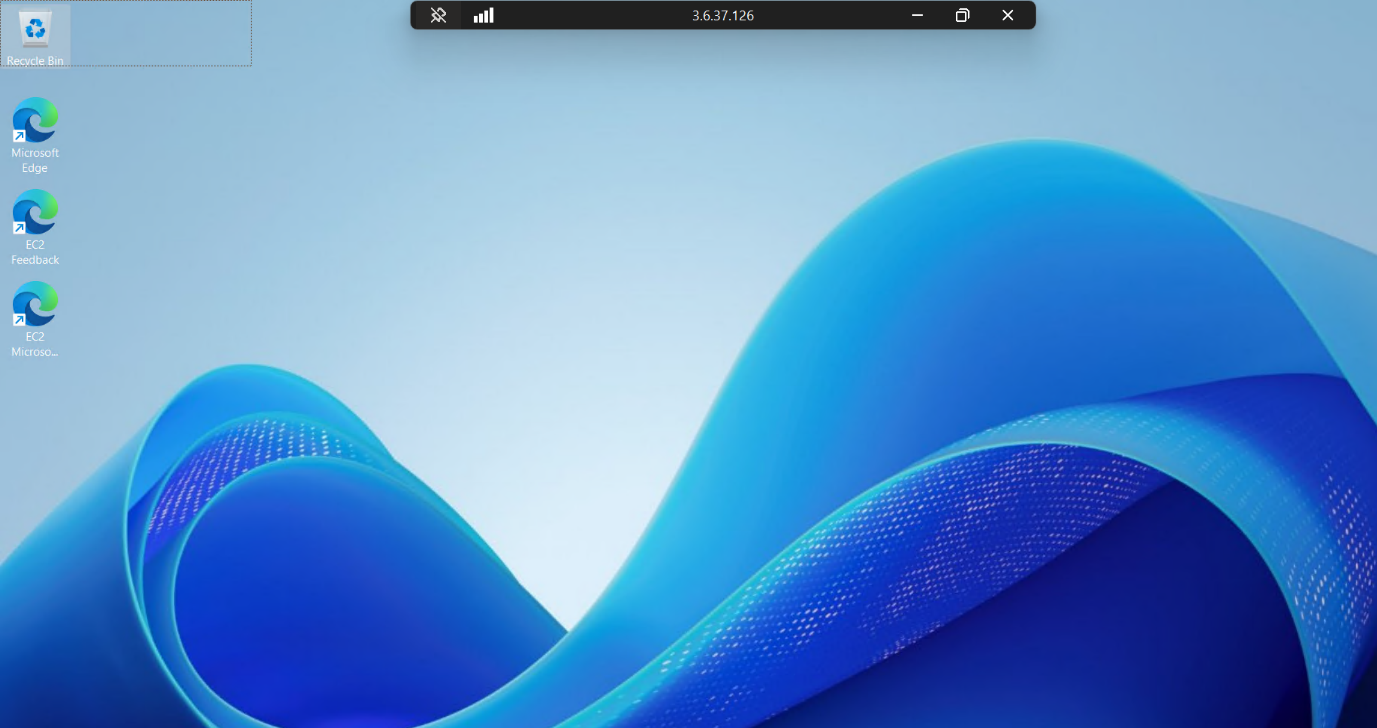 3.6.37.126
Recycle Bin
Microsoft
Edge
EC2
Feedback
EC2
Microso...